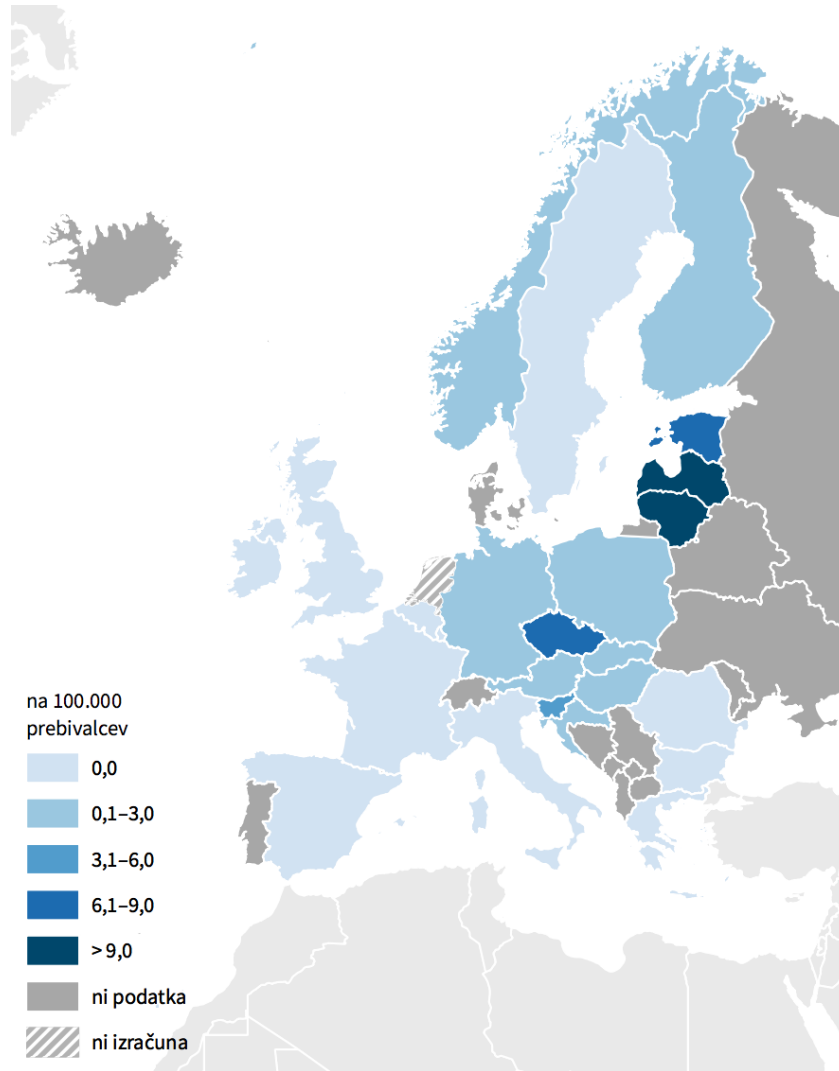 na 100.000
prebivalcev
0,0
0,1–3,0
3,1–6,0
6,1–9,0
> 9,0
ni podatka
ni izračuna